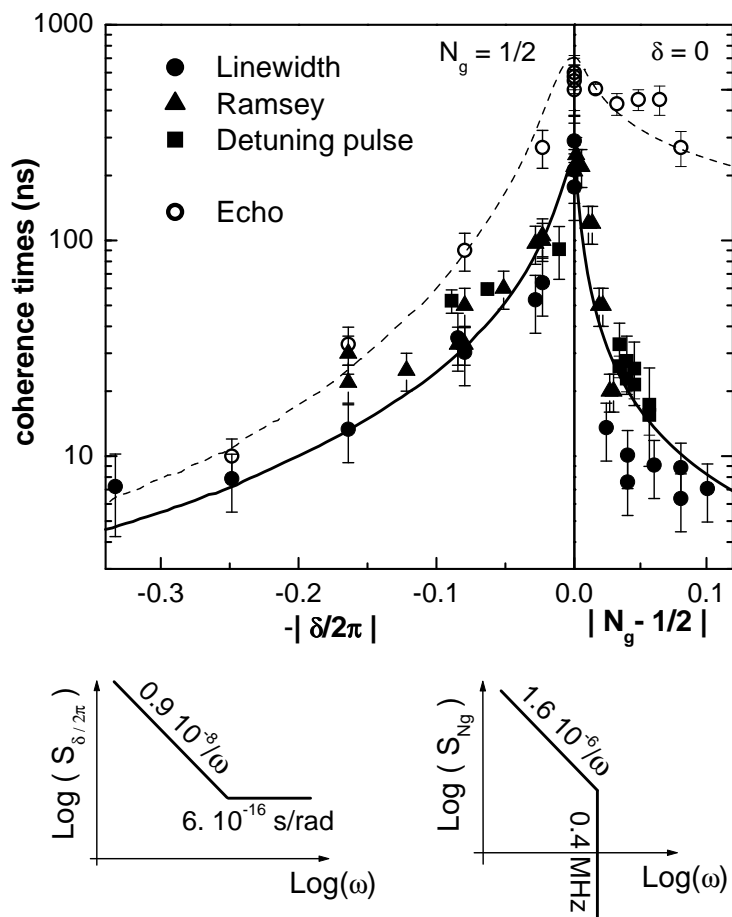 1000
100
10
coherence times (ns)
N_g = 1/2
δ = 0
Linewidth
Ramsey
Detuning pulse
Echo
-0.3
-0.2
-0.1
0.0
0.1
-| δ/2π |
| N_g - 1/2 |
Log ( S_δ / 2π )
0.9 10^-8/ω
6. 10^-16 s/rad
Log(ω)
Log ( S_Ng )
1.6 10^-6/ω
0.4 MHz
Log(ω)